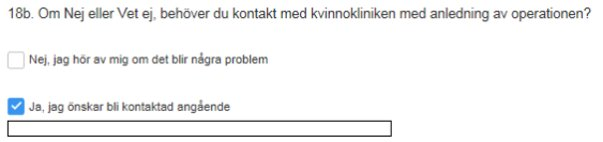 18b. Om Nej eller Vet ej, behöver du kontakt med kvinnokliniken med anledning av operationen?
Nej, jag hör av mig om det blir några problem
Ja, jag önskar bli kontaktad angående